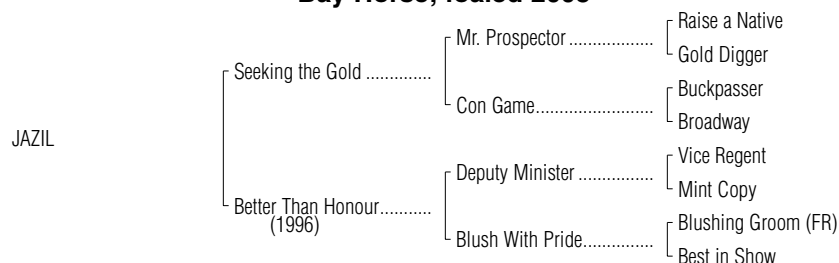 Bay Horse; foaled 2003
Raise a Native
Mr. Prospector ...................
Gold Digger
Seeking the Gold ..............
Buckpasser
Con Game.........................
Broadway
JAZIL
Vice Regent
Deputy Minister ................
Mint Copy
Better Than Honour...........
(1996)
Blushing Groom (FR)
Blush With Pride...............
Best in Show